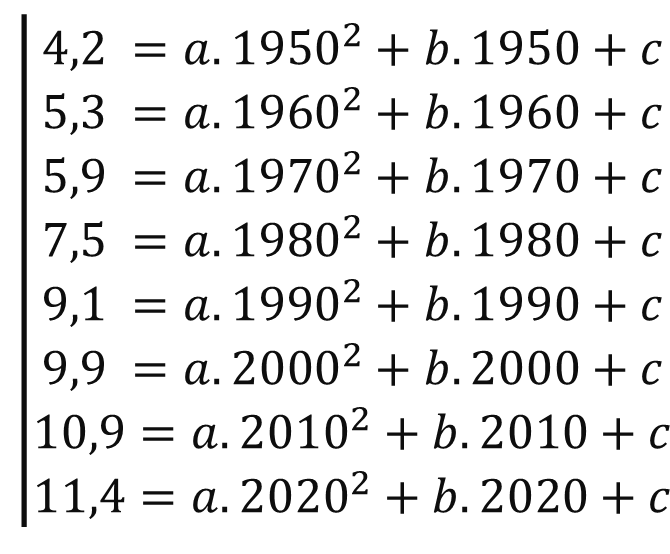 4,2 = a. 1950² + b. 1950 + c
5,3 = a. 1960² + b. 1960 + c
5,9 = a. 1970² + b. 1970 + c
7,5 = a. 1980² + b. 1980 + c
9,1 = a. 1990² + b. 1990 + c
9,9 = a. 2000² + b. 2000 + c
10,9 = a. 2010² + b. 2010 + c
11,4 = a. 2020² + b. 2020 + c